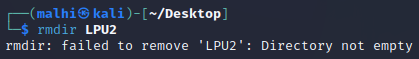 ┌──(malhi㉿kali)-[~/Desktop]
└─$ rmdir LPU2
rmdir: failed to remove 'LPU2': Directory not empty